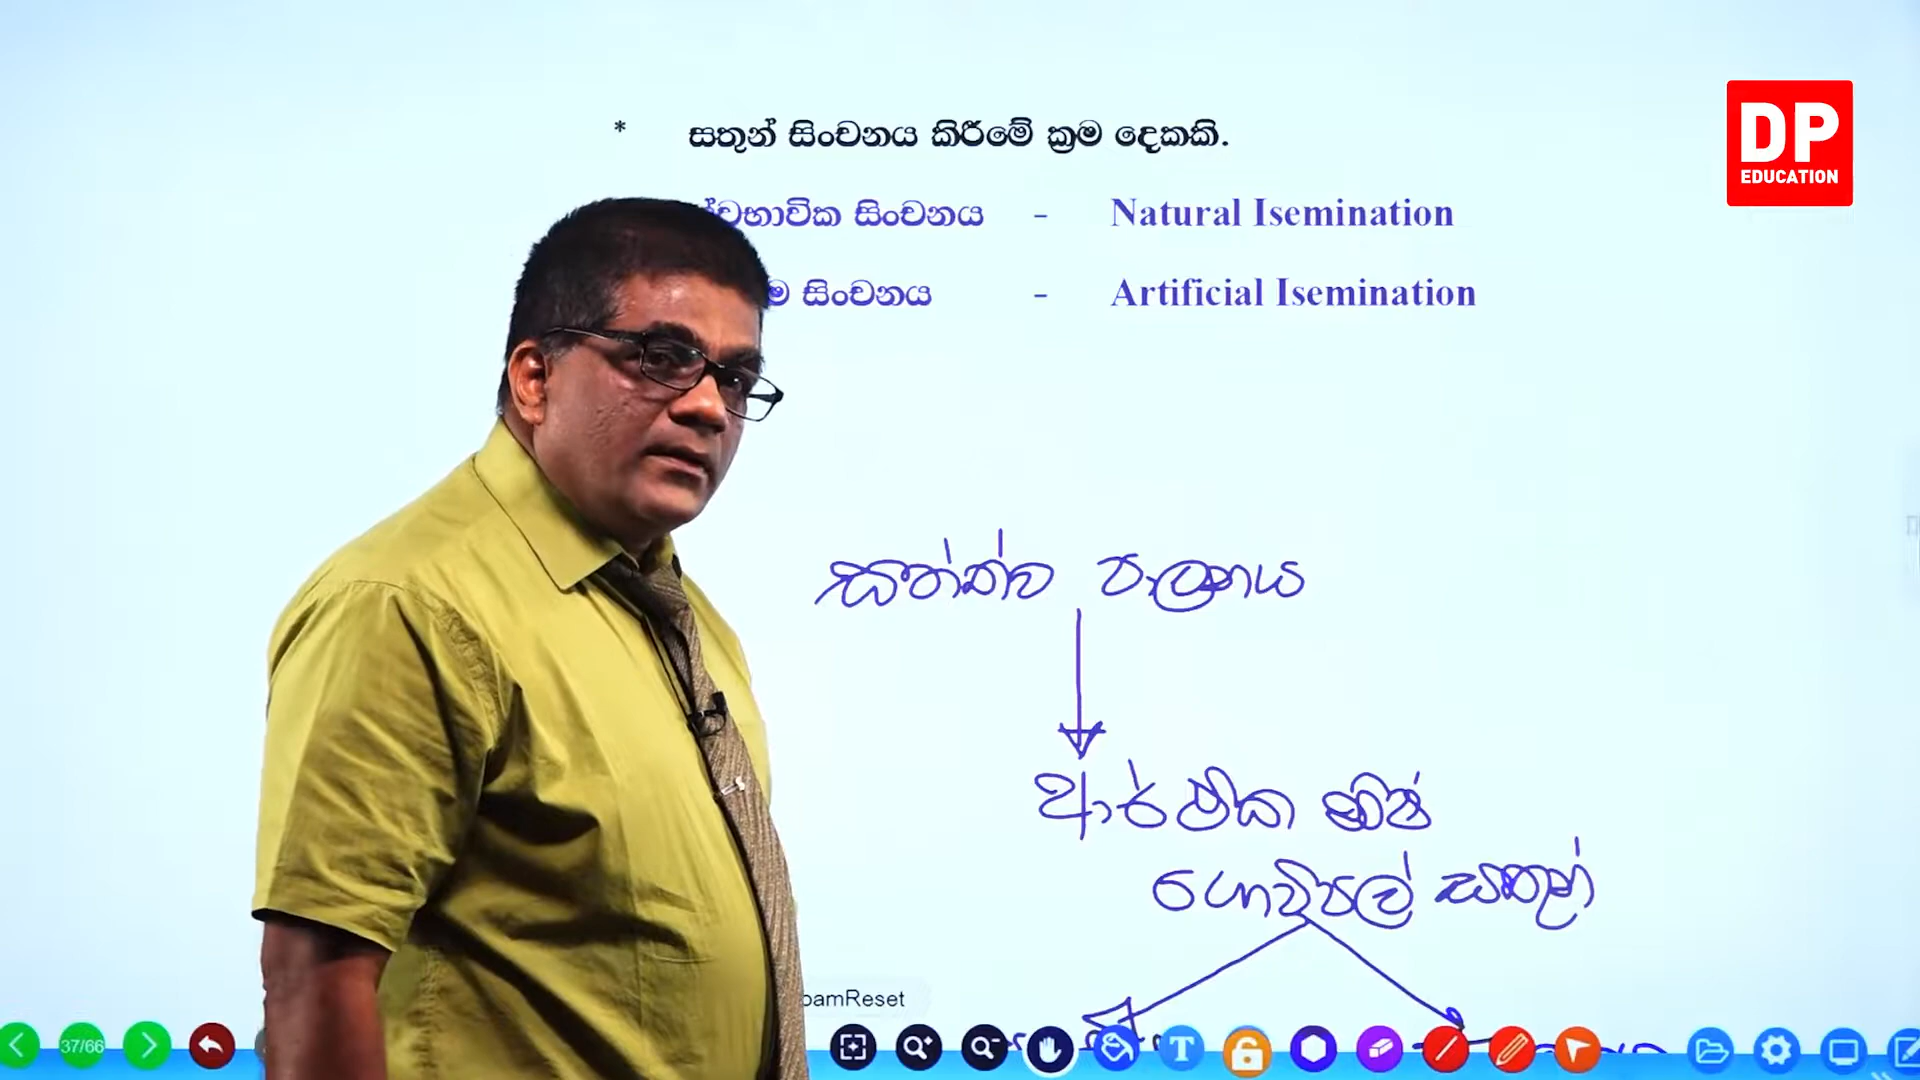 DP
EDUCATION
* සතුන් සිංචනය කිරීමේ ක්‍රම දෙකකි.
සිංචනය - Natural Isemination
සිංචනය - Artificial Isemination
සත්ත්ව පාලනය
ආර්ථික
ගොවිපල් සතුන්
37/66
T